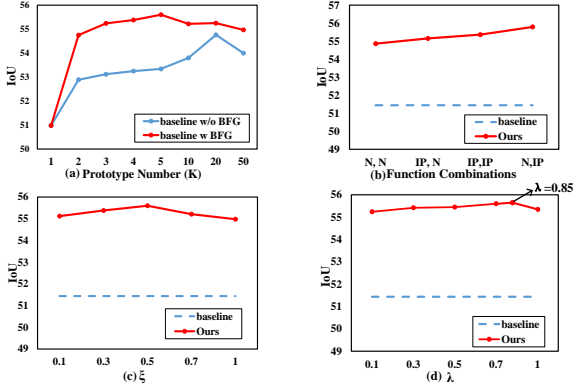 56
55
54
53
52
51
50
IoU
baseline w/o BFG
baseline w BFG
1 2 3 4 5 10 20 50
(a) Prototype Number (K)
57
56
55
54
53
52
51
50
49
IoU
baseline
Ours
N, N IP, N IP,IP N,IP
(b)Function Combinations
56
55
54
53
52
51
50
49
IoU
baseline
Ours
0.1 0.3 0.5 0.7 1
(c) ξ
λ=0.85
56
55
54
53
52
51
50
49
IoU
baseline
Ours
0.1 0.3 0.5 0.7 1
(d) λ